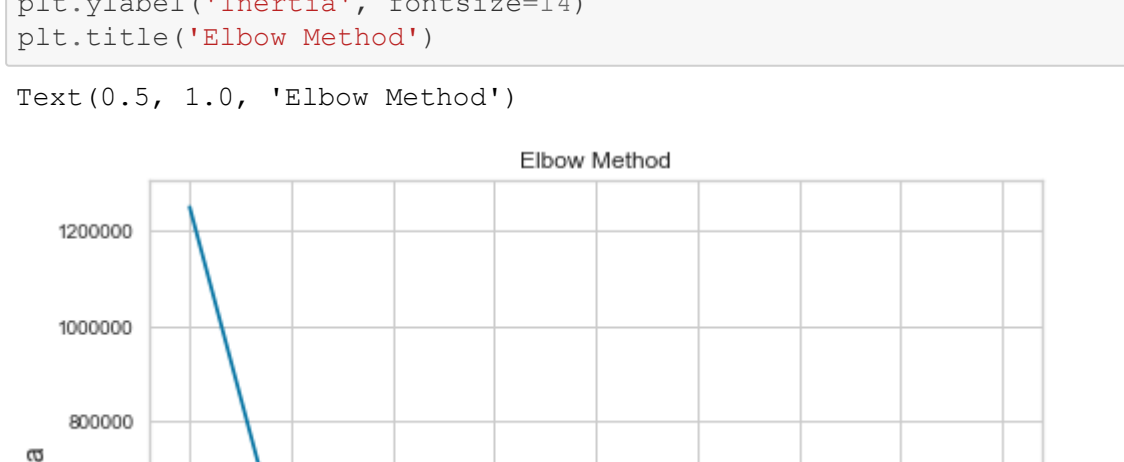 plt.ylabel('Inertia', fontsize=14)
plt.title('Elbow Method')
Text(0.5, 1.0, 'Elbow Method')
Elbow Method
1200000
1000000
800000
a